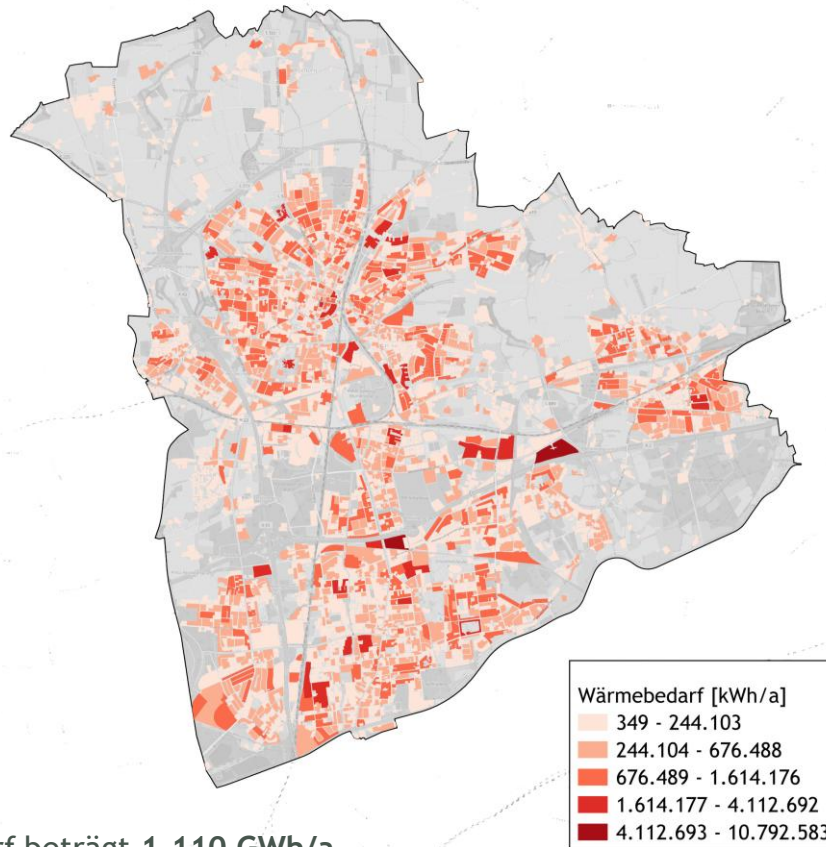 Wärmebedarf [kWh/a]
349 - 244.103
244.104 - 676.488
676.489 - 1.614.176
1.614.177 - 4.112.692
4.112.693 - 10.792.583
beträgt 1.110 GWh/a